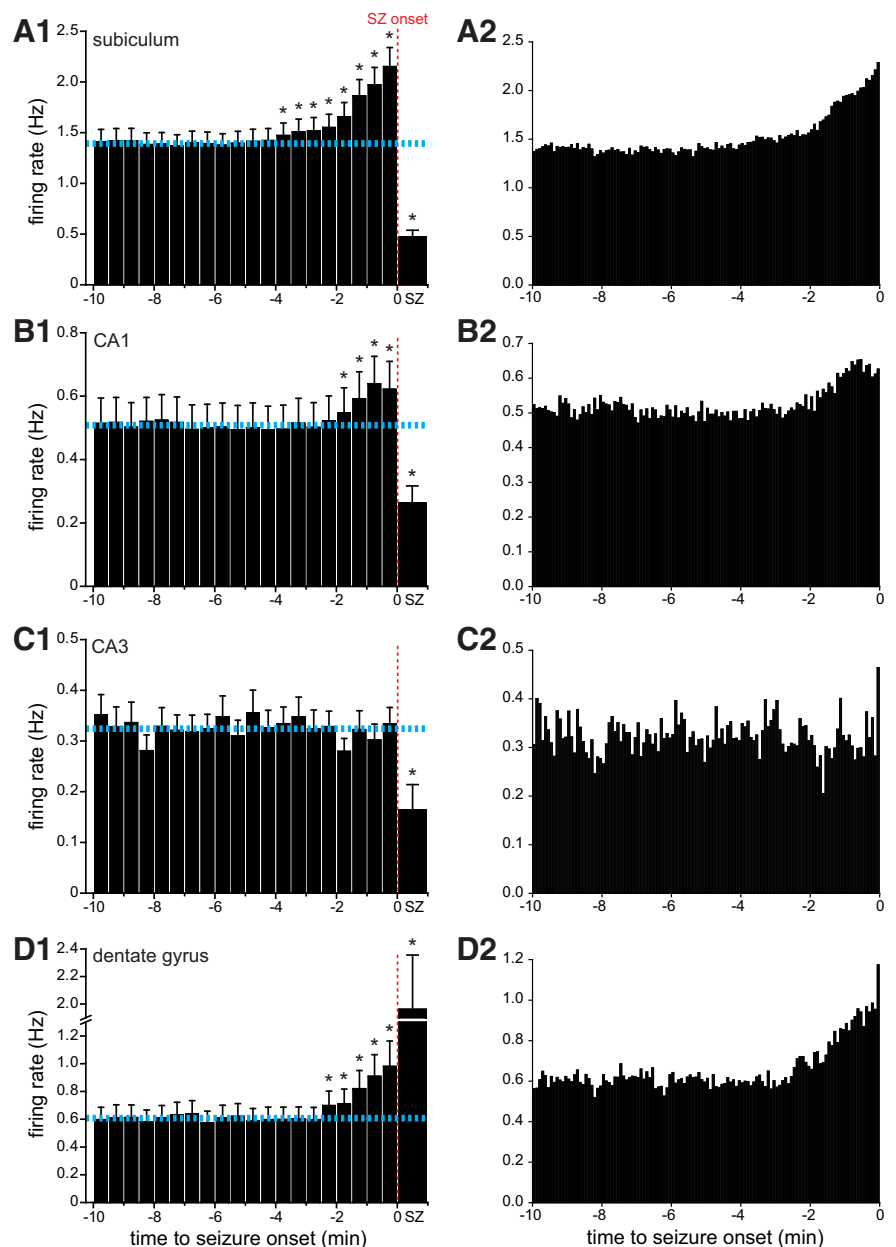 A1
subiculum
SZ onset
firing rate (Hz)
2.5
2.0
1.5
1.0
0.5
0.0
* * * * * * * * *
-10 -8 -6 -4 -2 0 SZ
A2
2.5
2.0
1.5
1.0
0.5
0.0
-10 -8 -6 -4 -2 0
B1
CA1
firing rate (Hz)
0.8
0.6
0.4
0.2
0
* * * * *
-10 -8 -6 -4 -2 0 SZ
B2
0.7
0.6
0.5
0.4
0.3
0.2
0.1
0.0
-10 -8 -6 -4 -2 0
C1
CA3
firing rate (Hz)
0.5
0.4
0.3
0.2
0.1
0
*
-10 -8 -6 -4 -2 0 SZ
C2
0.5
0.4
0.3
0.2
0.1
0.0
-10 -8 -6 -4 -2 0
D1
dentate gyrus
firing rate (Hz)
2.4
2.2
2.0
1.2
1.0
0.8
0.6
0.4
0.2
0.0
* * * * * *
-10 -8 -6 -4 -2 0 SZ
time to seizure onset (min)
D2
1.2
1.0
0.8
0.6
0.4
0.2
0.0
-10 -8 -6 -4 -2 0
time to seizure onset (min)